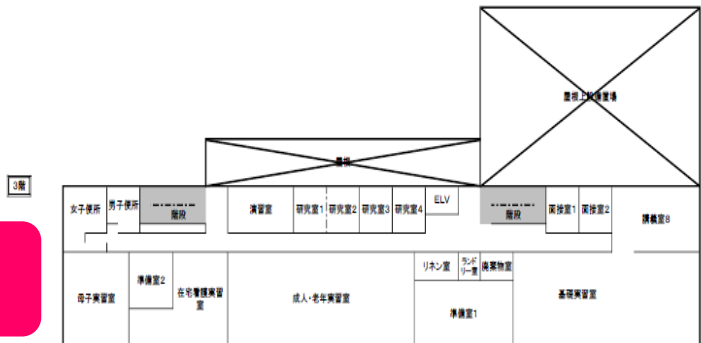 屋根上設備置場
屋根
3階
女子便所
男子便所
階段
演習室
研究室1
研究室2
研究室3
研究室4
ELV
階段
面接室1
面接室2
講義室8
母子実習室
準備室2
在宅看護実習
室
成人・老年実習室
リネン室
ランド
リー室
廃棄物室
準備室1
基礎実習室